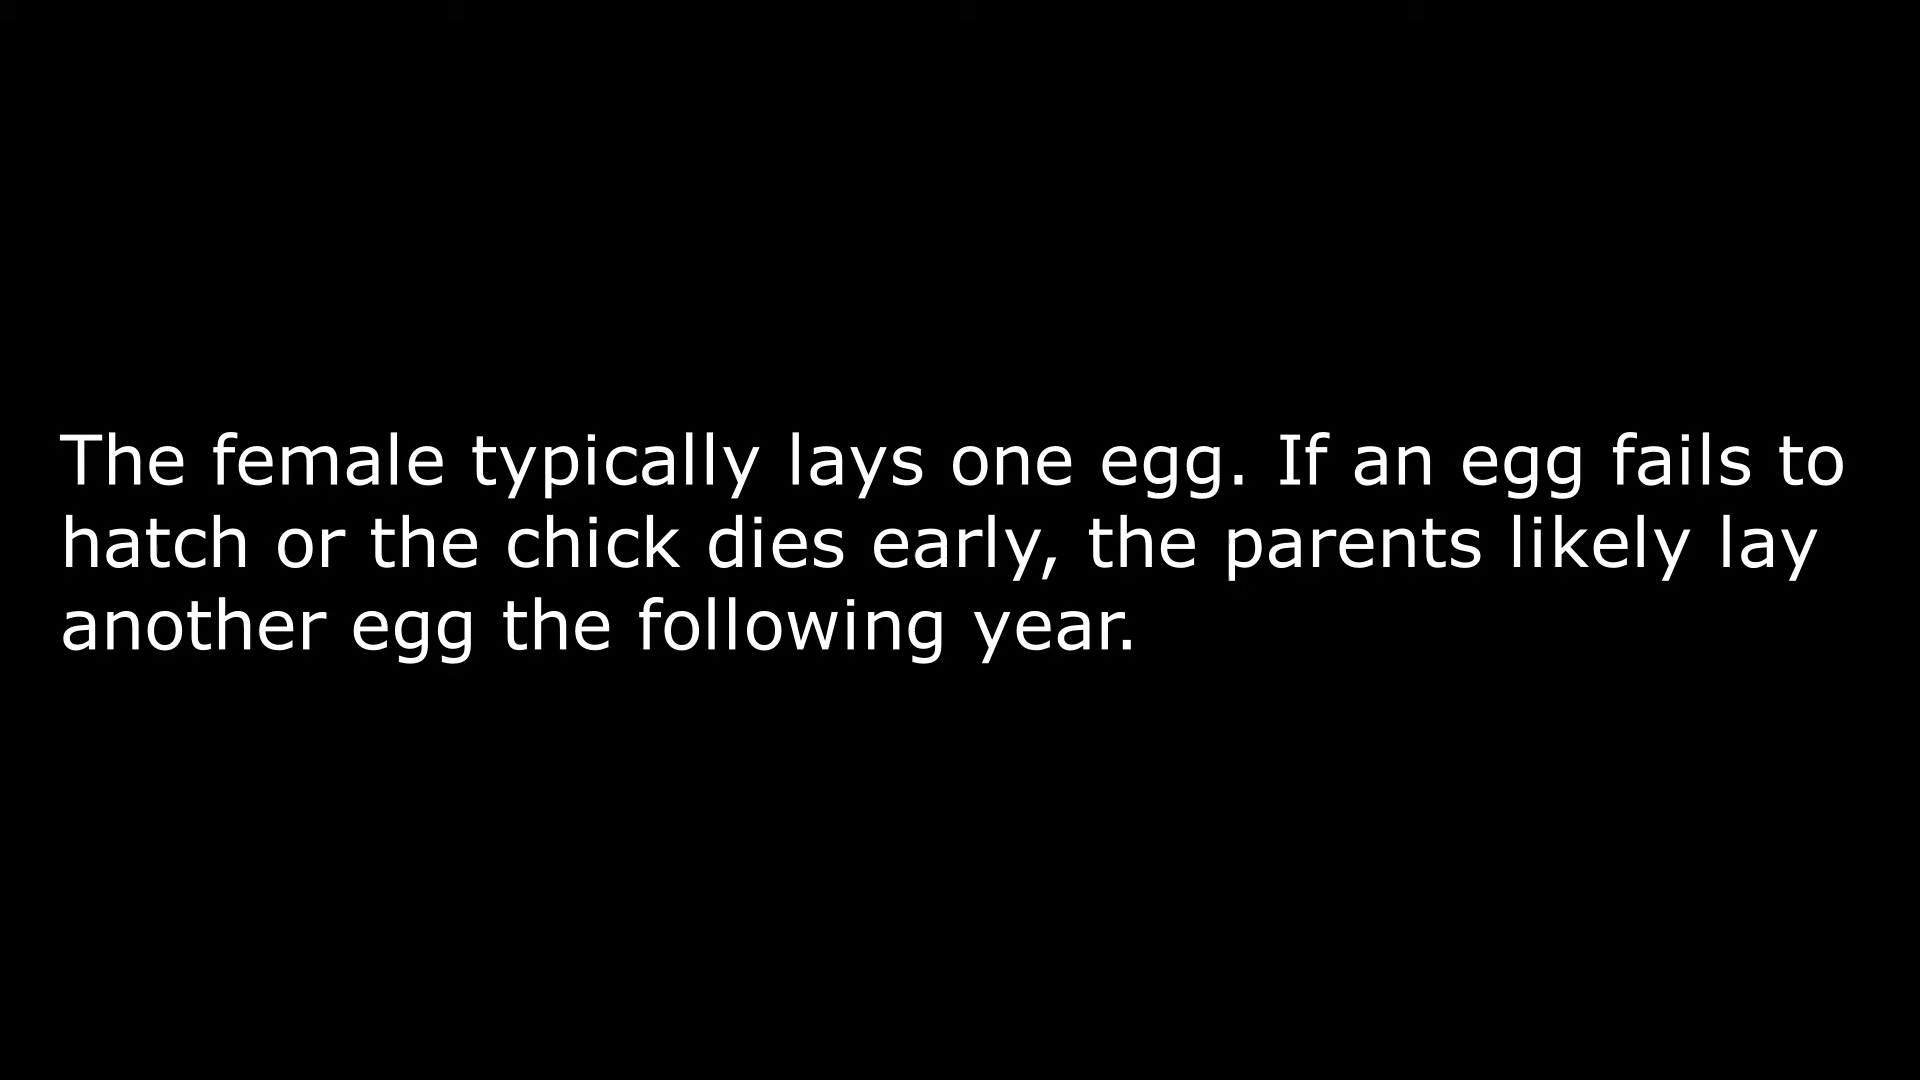 The female typically lays one egg. If an egg fails to
hatch or the chick dies early, the parents likely lay
another egg the following year.